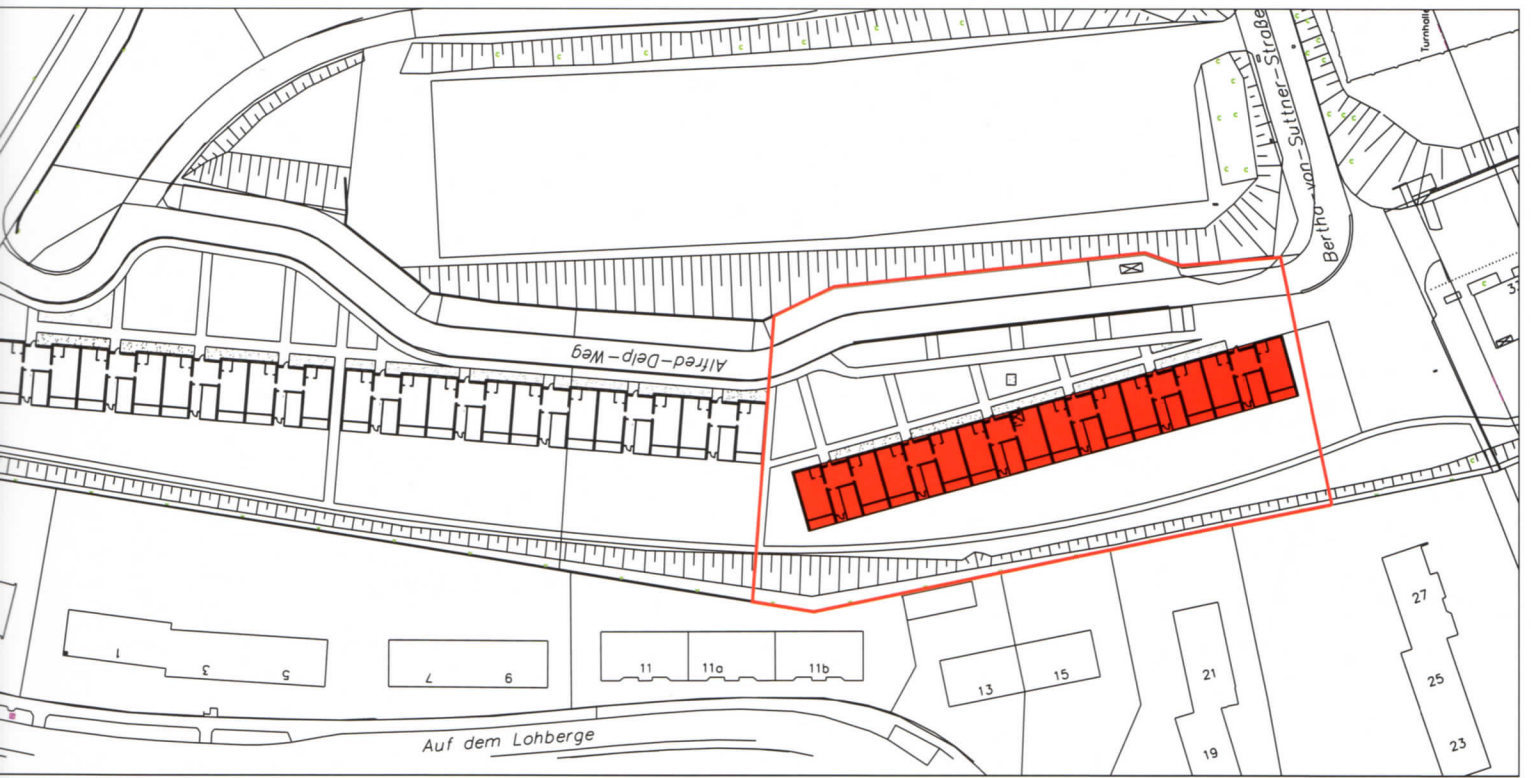 Turnhalle
Bertha-von-Suttner-Straße
Alfred-Delp-Weg
1
3
5
7
9
11
11a
11b
13
15
21
19
27
25
23
Auf dem Lohberge